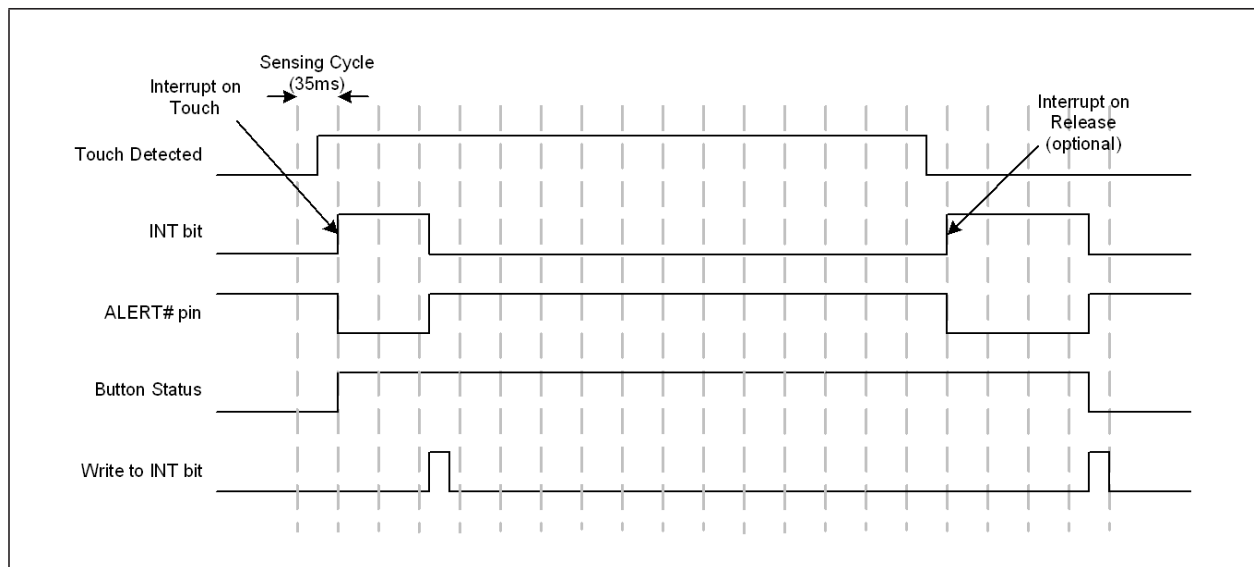 Sensing Cycle
(35ms)
Interrupt on
Touch
Interrupt on
Release
(optional)
Touch Detected
INT bit
ALERT# pin
Button Status
Write to INT bit